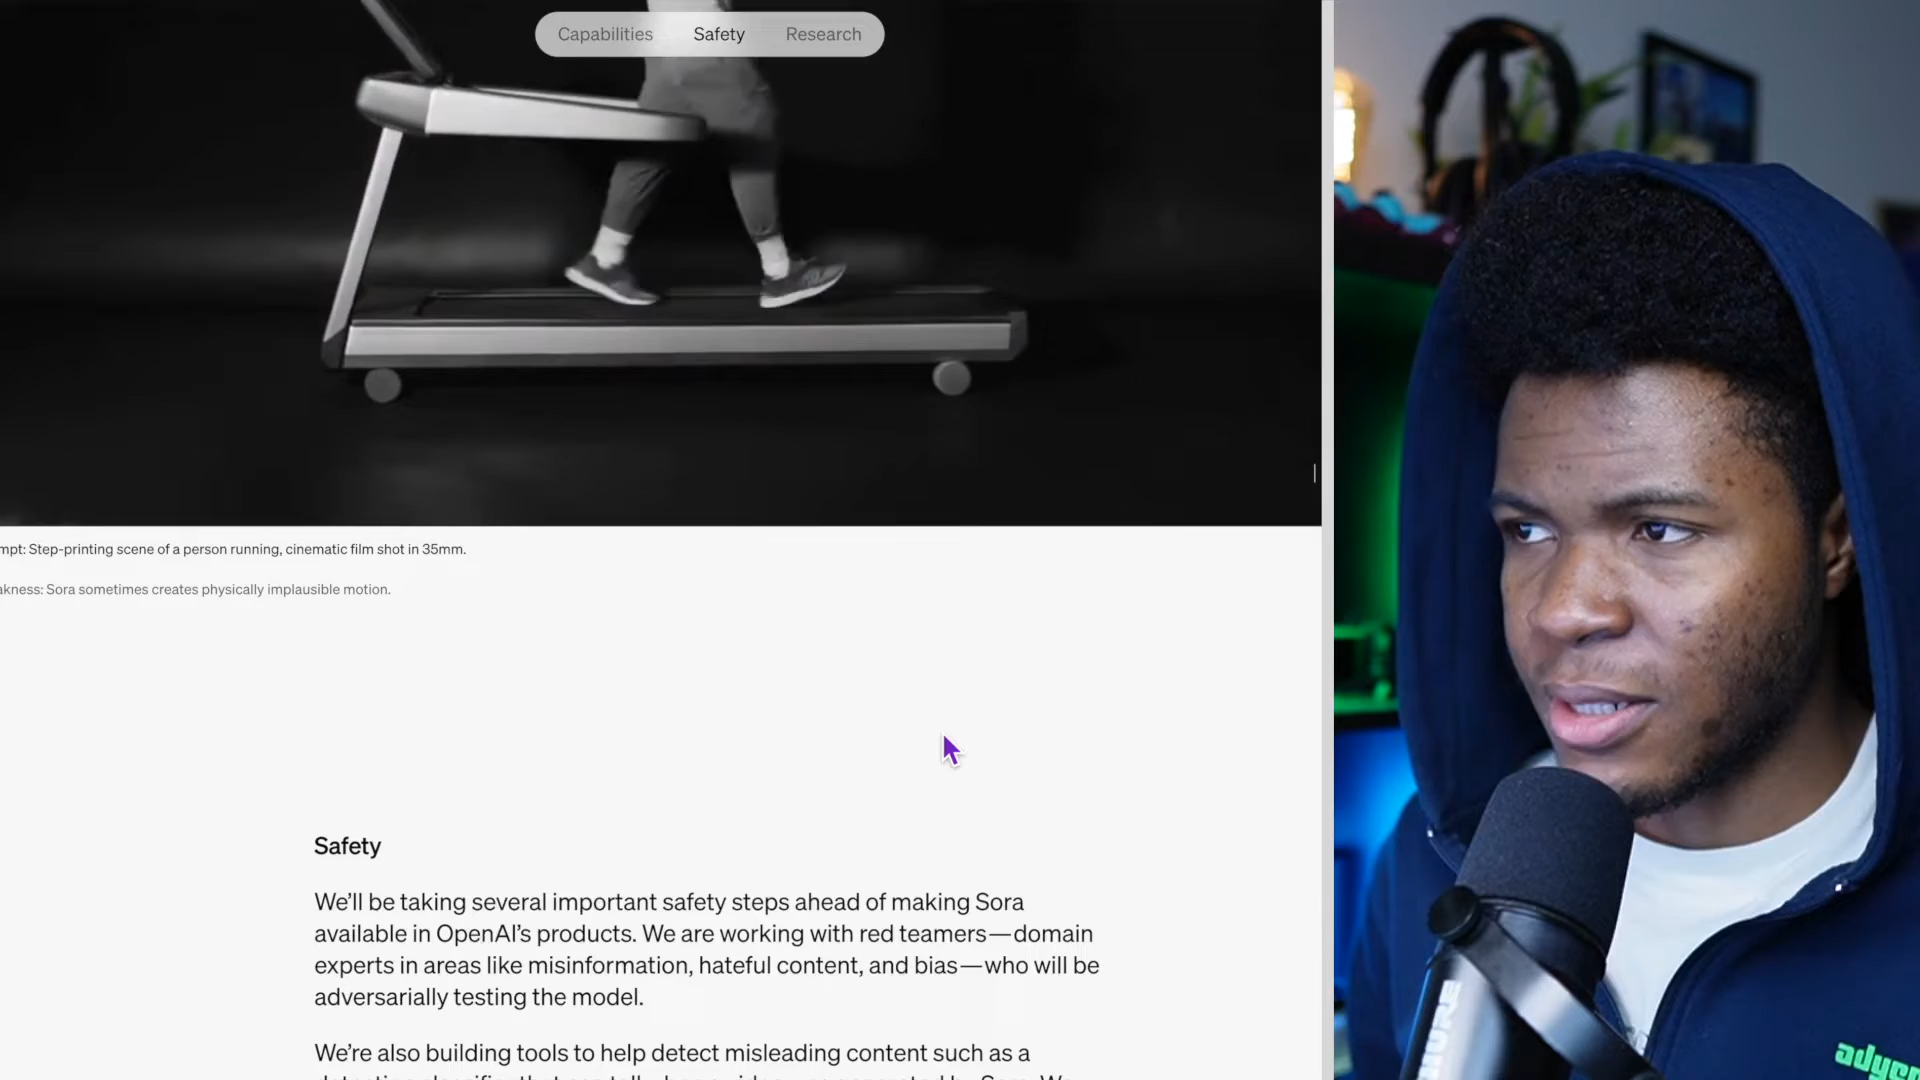 Capabilities Safety Research
mpt: Step-printing scene of a person running, cinematic film shot in 35mm.
akness: Sora sometimes creates physically implausible motion.
Safety
We’ll be taking several important safety steps ahead of making Sora
available in OpenAI’s products. We are working with red teamers—domain
experts in areas like misinformation, hateful content, and bias—who will be
adversarially testing the model.
We’re also building tools to help detect misleading content such as a
SHURE